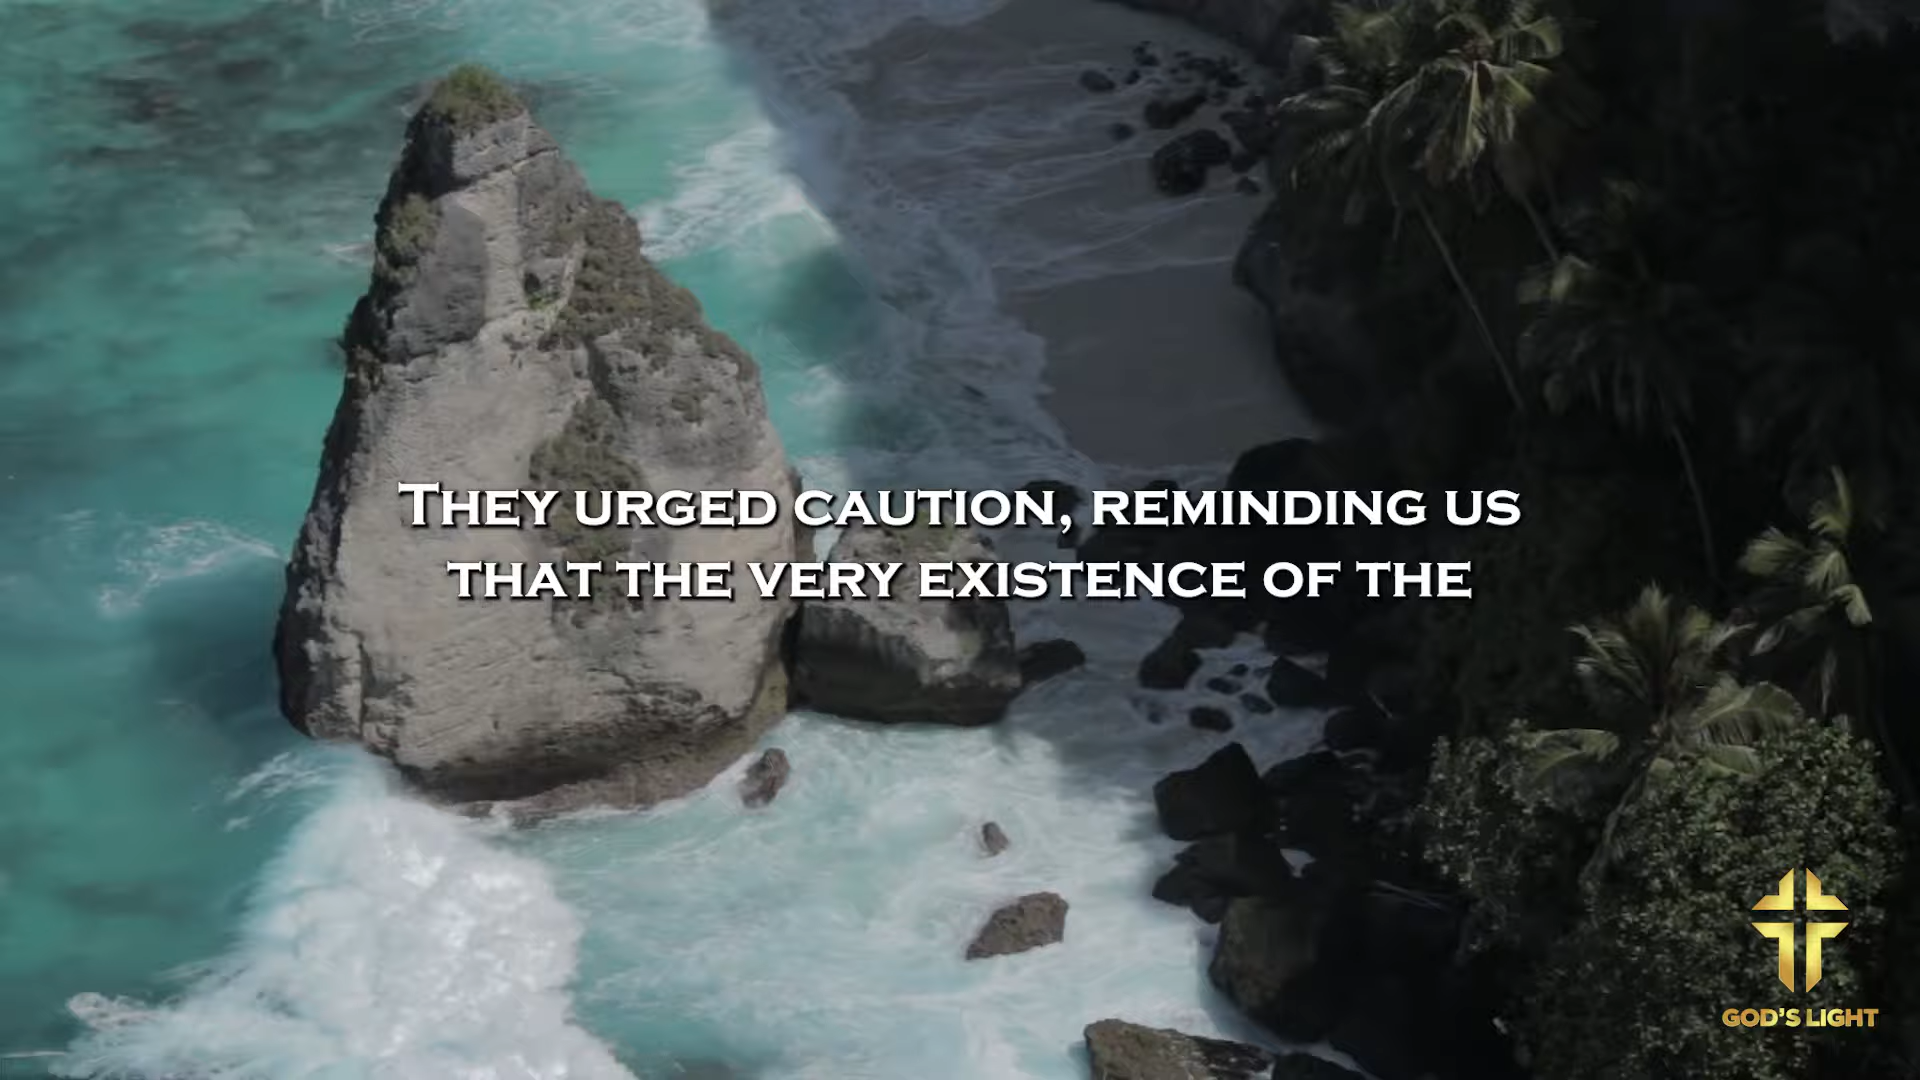 They urged caution, reminding us
that the very existence of the
GOD'S LIGHT